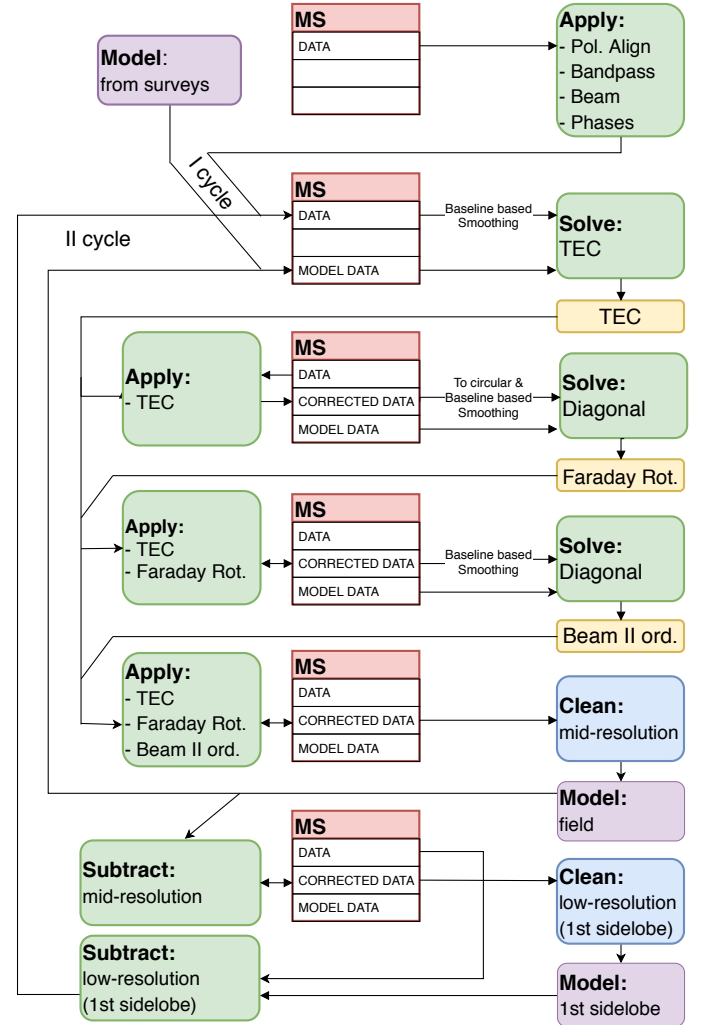 MS
DATA
Apply:
- Pol. Align
- Bandpass
- Beam
- Phases
Model:
from surveys
I cycle
II cycle
MS
DATA
MODEL DATA
Baseline based
Smoothing
Solve:
TEC
TEC
Apply:
- TEC
MS
DATA
CORRECTED DATA
MODEL DATA
To circular &
Baseline based
Smoothing
Solve:
Diagonal
Faraday Rot.
Apply:
- TEC
- Faraday Rot.
MS
DATA
CORRECTED DATA
MODEL DATA
Baseline based
Smoothing
Solve:
Diagonal
Beam II ord.
Apply:
- TEC
- Faraday Rot.
- Beam II ord.
MS
DATA
CORRECTED DATA
MODEL DATA
Clean:
mid-resolution
Model:
field
Subtract:
mid-resolution
MS
DATA
CORRECTED DATA
MODEL DATA
Clean:
low-resolution
(1st sidelobe)
Subtract:
low-resolution
(1st sidelobe)
Model:
1st sidelobe